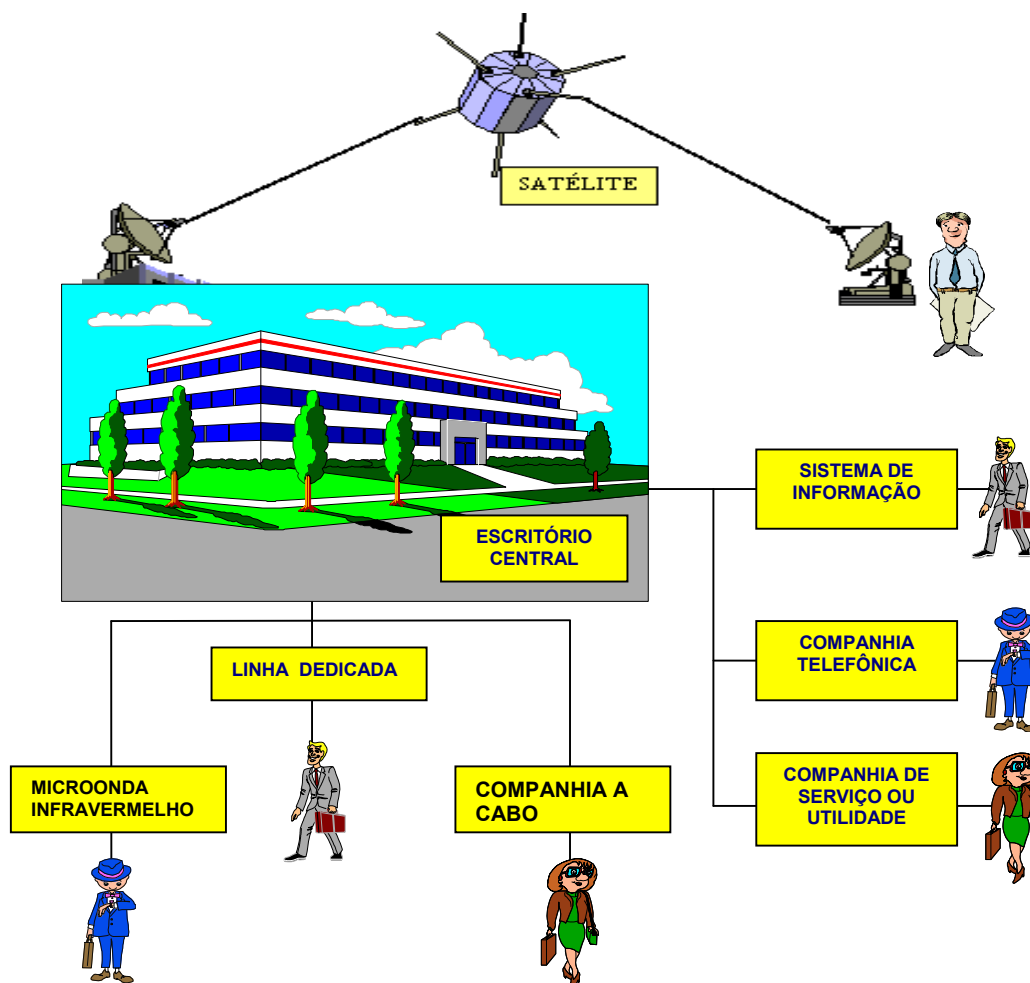 SATÉLITE
ESCRITÓRIO
CENTRAL
SISTEMA DE
INFORMAÇÃO
COMPANHIA
TELEFÔNICA
COMPANHIA DE
SERVIÇO OU
UTILIDADE
LINHA DEDICADA
MICROONDA
INFRAVERMELHO
COMPANHIA A
CABO